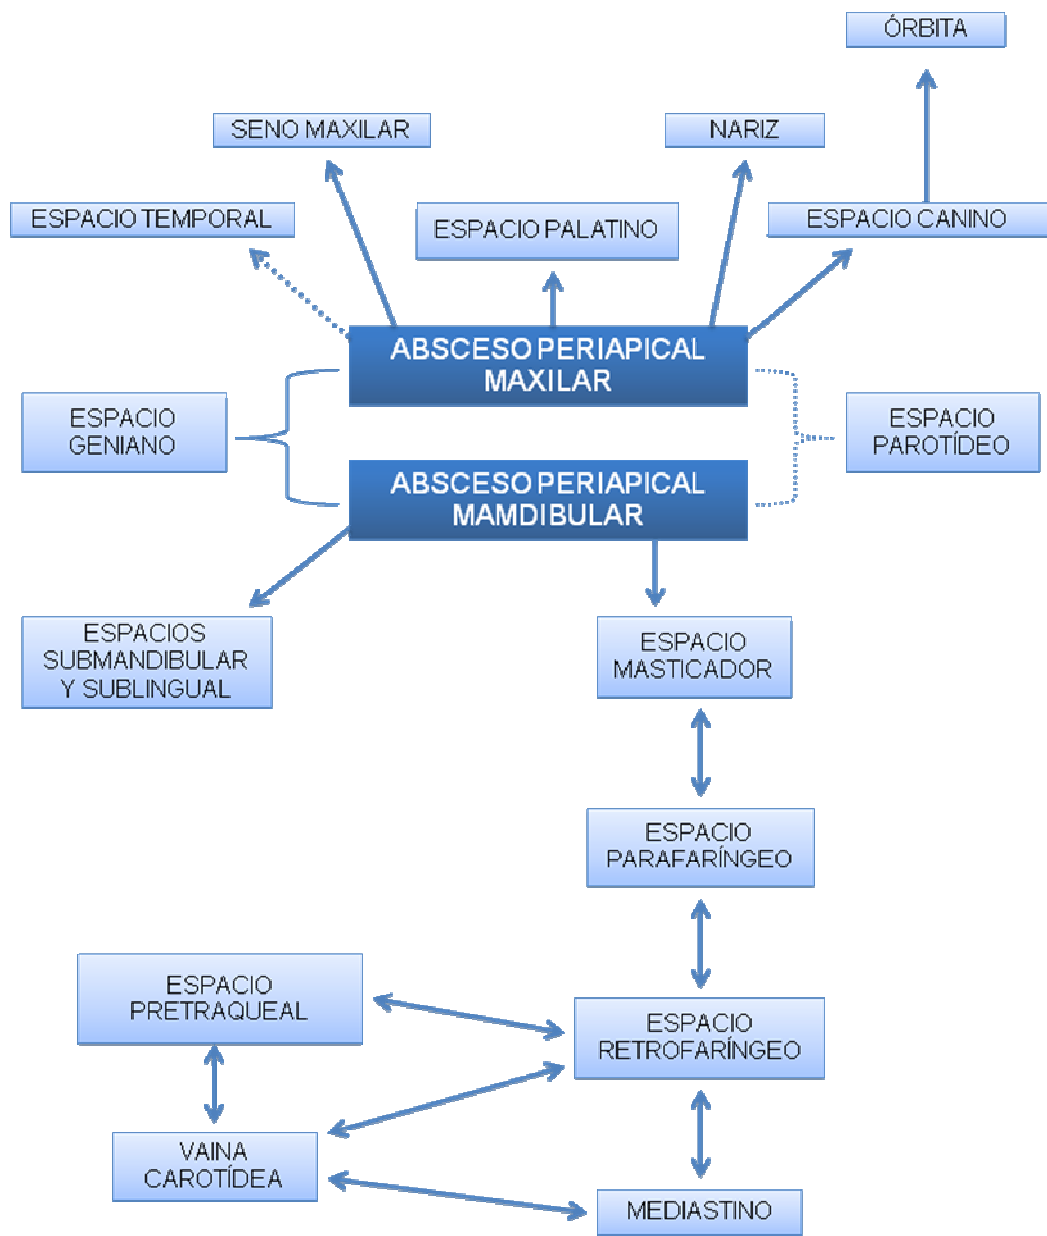 ÓRBITA
SENO MAXILAR
NARIZ
ESPACIO TEMPORAL
ESPACIO PALATINO
ESPACIO CANINO
ABSCESO PERIAPICAL
MAXILAR
ESPACIO
GENIANO
ESPACIO
PAROTÍDEO
ABSCESO PERIAPICAL
MAMDIBULAR
ESPACIOS
SUBMANDIBULAR
Y SUBLINGUAL
ESPACIO
MASTICADOR
ESPACIO
PARAFARÍNGEO
ESPACIO
PRETRAQUEAL
ESPACIO
RETROFARÍNGEO
VAINA
CAROTÍDEA
MEDIASTINO